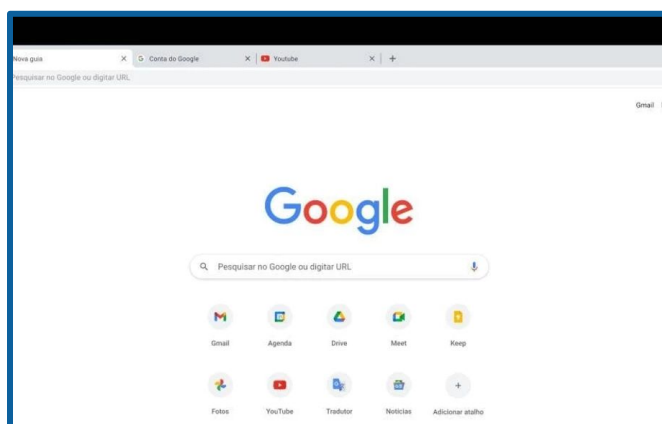 Nova guia Conta do Google Youtube
Pesquisar no Google ou digitar URL
Gmail
Google
Pesquisar no Google ou digitar URL
Gmail Agenda Drive Meet Keep
Fotos YouTube Tradutor Notícias Adicionar atalho